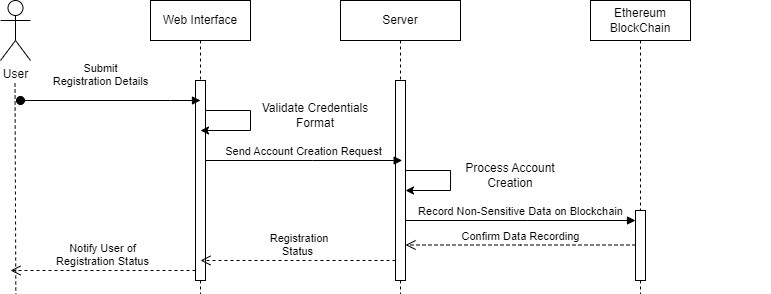 Web Interface
Server
Ethereum
BlockChain
User
Submit
Registration Details
Validate Credentials
Format
Send Account Creation Request
Process Account
Creation
Record Non-Sensitive Data on Blockchain
Confirm Data Recording
Registration
Status
Notify User of
Registration Status